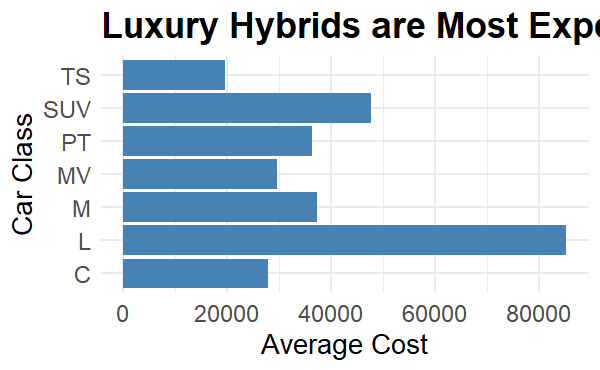 Luxury Hybrids are Most Expe
TS
SUV
PT
MV
M
L
C
Car Class
0 20000 40000 60000 80000
Average Cost